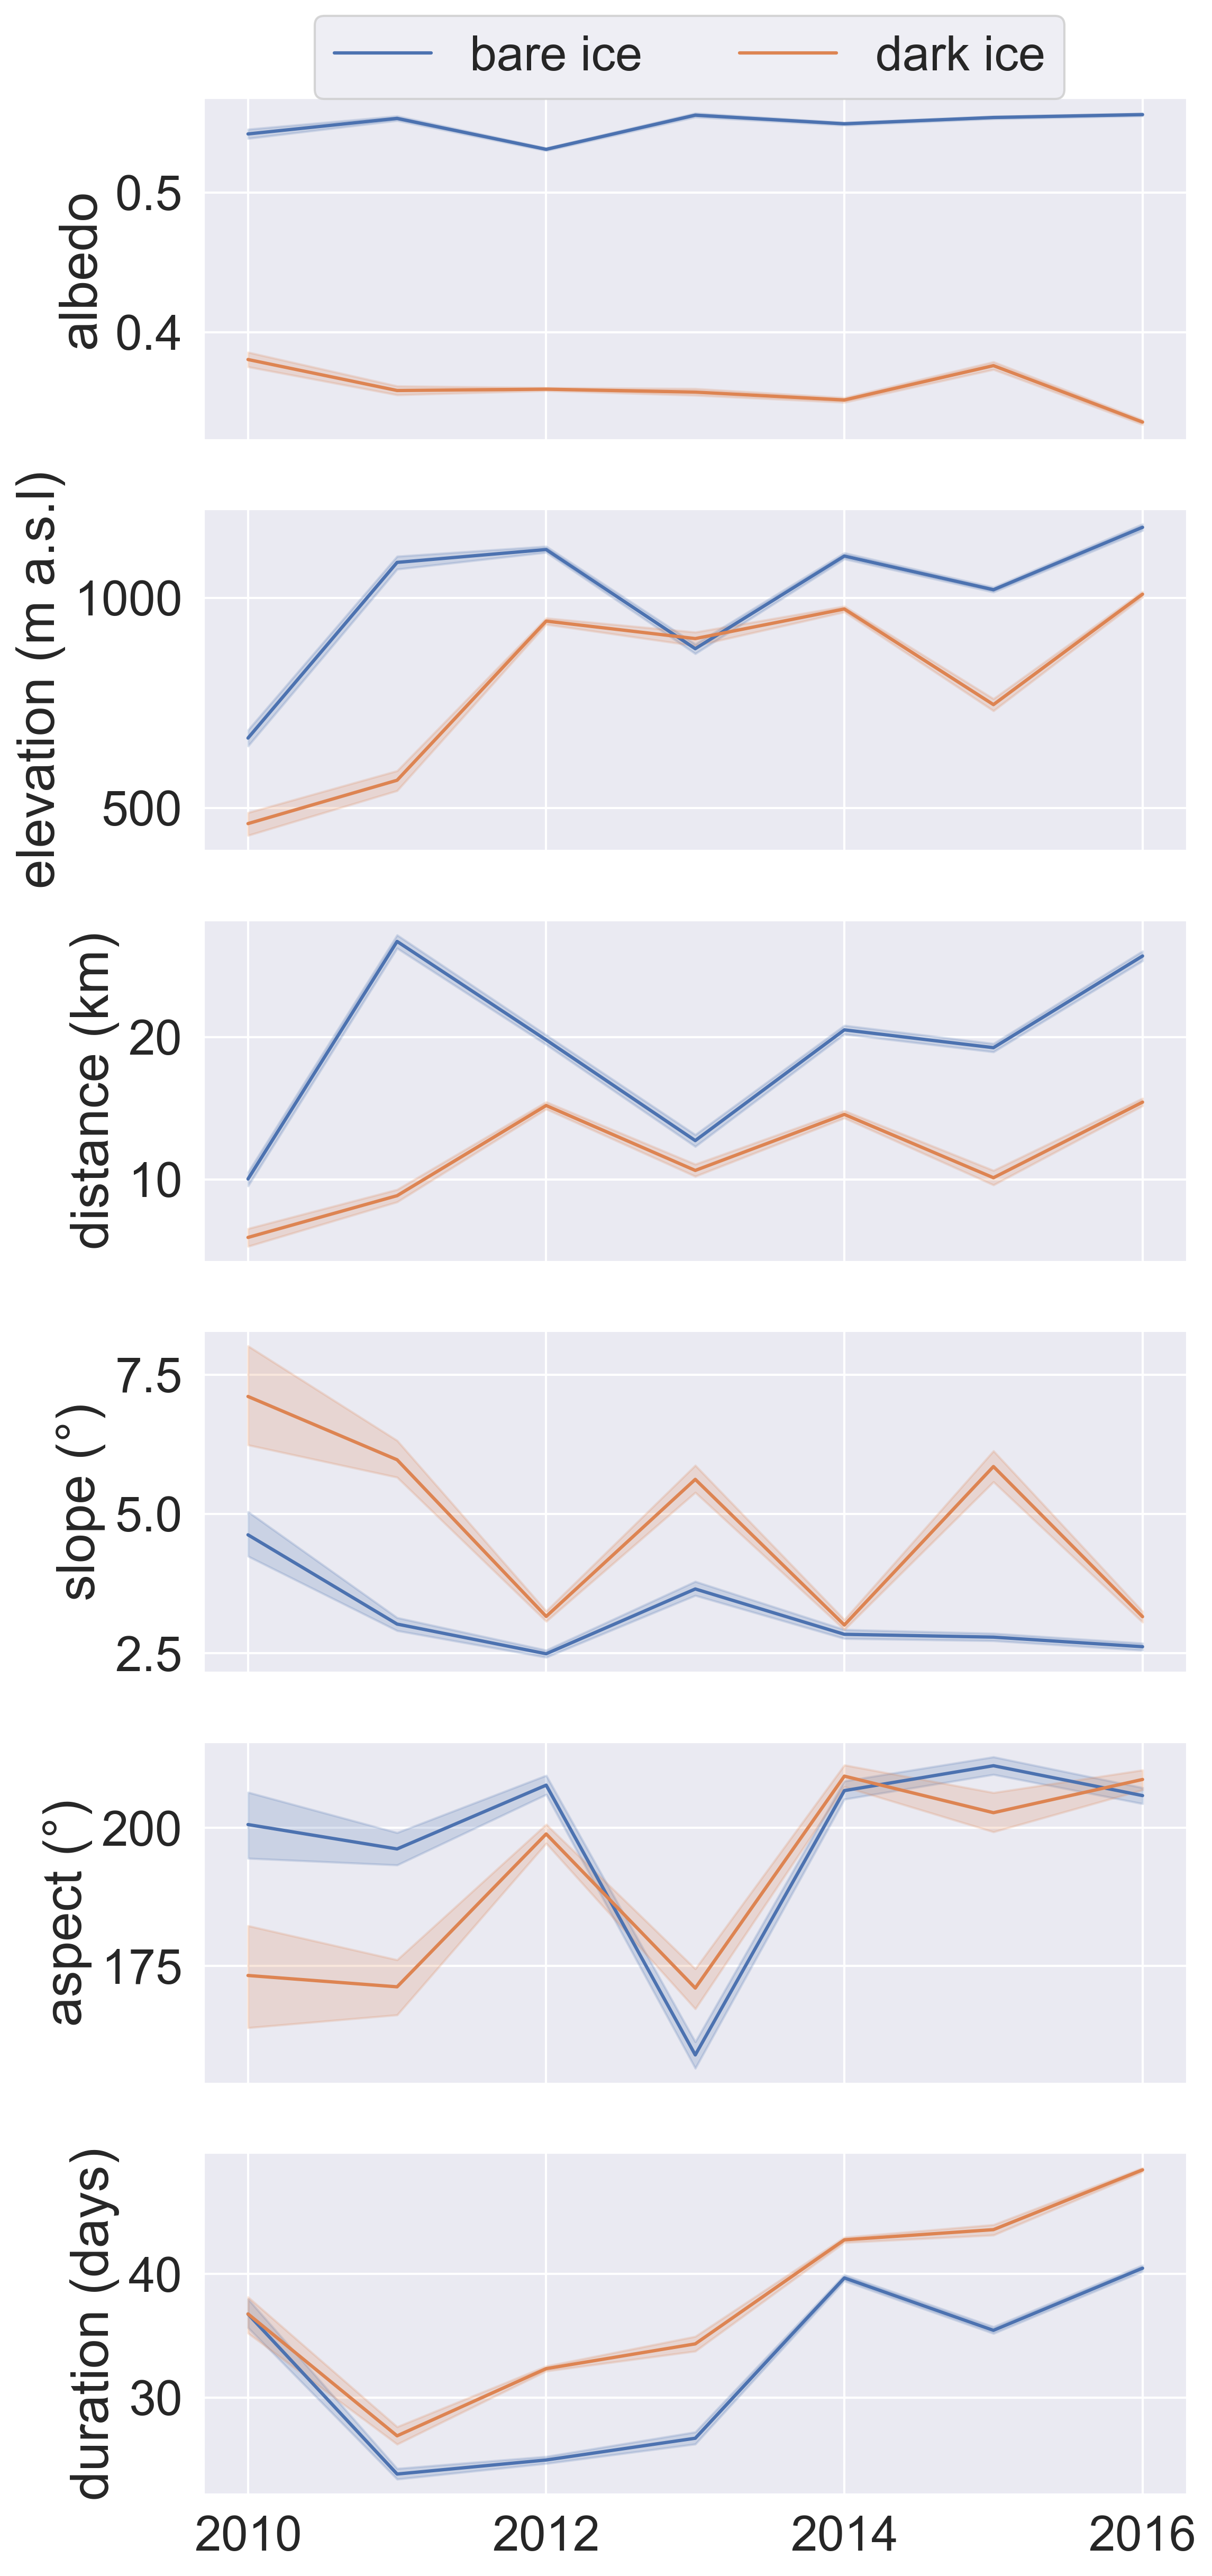 bare ice dark ice
albedo
0.5
0.4
elevation (m a.s.l)
1000
500
distance (km)
20
10
slope (°)
7.5
5.0
2.5
aspect (°)
200
175
duration (days)
40
30
2010 2012 2014 2016